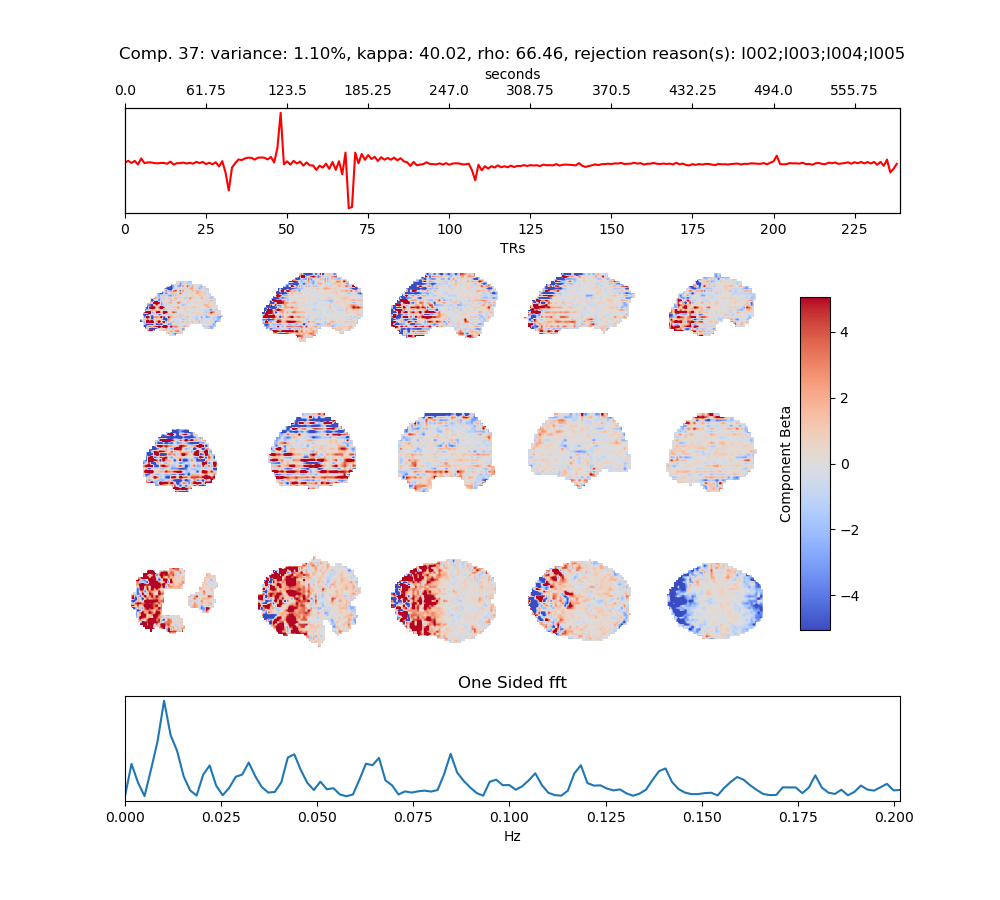 Comp. 37: variance: 1.10%, kappa: 40.02, rho: 66.46, rejection reason(s): I002;I003;I004;I005
seconds
0.0 61.75 123.5 185.25 247.0 308.75 370.5 432.25 494.0 555.75
0 25 50 75 100 125 150 175 200 225
TRs
4
2
0
−2
−4
Component Beta
One Sided fft
0.000 0.025 0.050 0.075 0.100 0.125 0.150 0.175 0.200
Hz